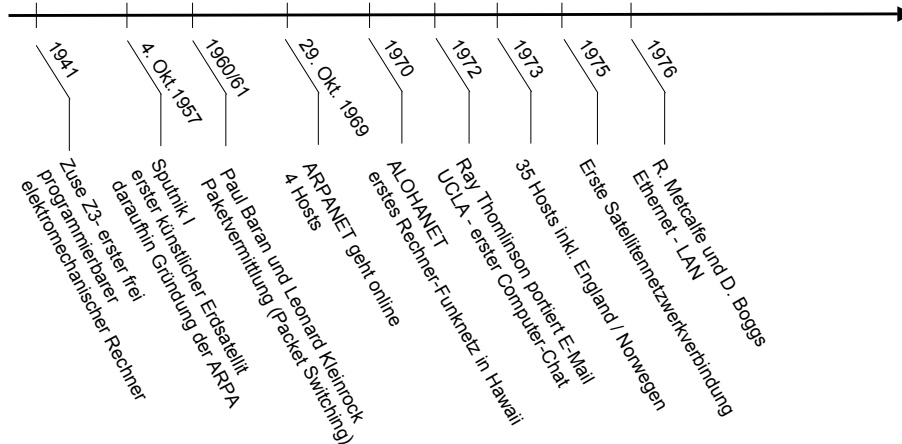 1941
Zuse Z3- erster frei
programmierbarer
elektromechanischer Rechner
4. Okt.1957
Sputnik I
erster künstlicher Erdsatellit
daraufhin Gründung der ARPA
1960/61
Paul Baran und Leonard Kleinrock
Paketvermittlung (Packet Switching)
29. Okt. 1969
ARPANET geht online
4 Hosts
1970
ALOHANET
erstes Rechner-Funknetz in Hawaii
1972
Ray Thomlinson portiert E-Mail
UCLA - erster Computer-Chat
1973
35 Hosts inkl. England / Norwegen
1975
Erste Satellitennetzwerkverbindung
1976
R. Metcalfe und D. Boggs
Ethernet - LAN